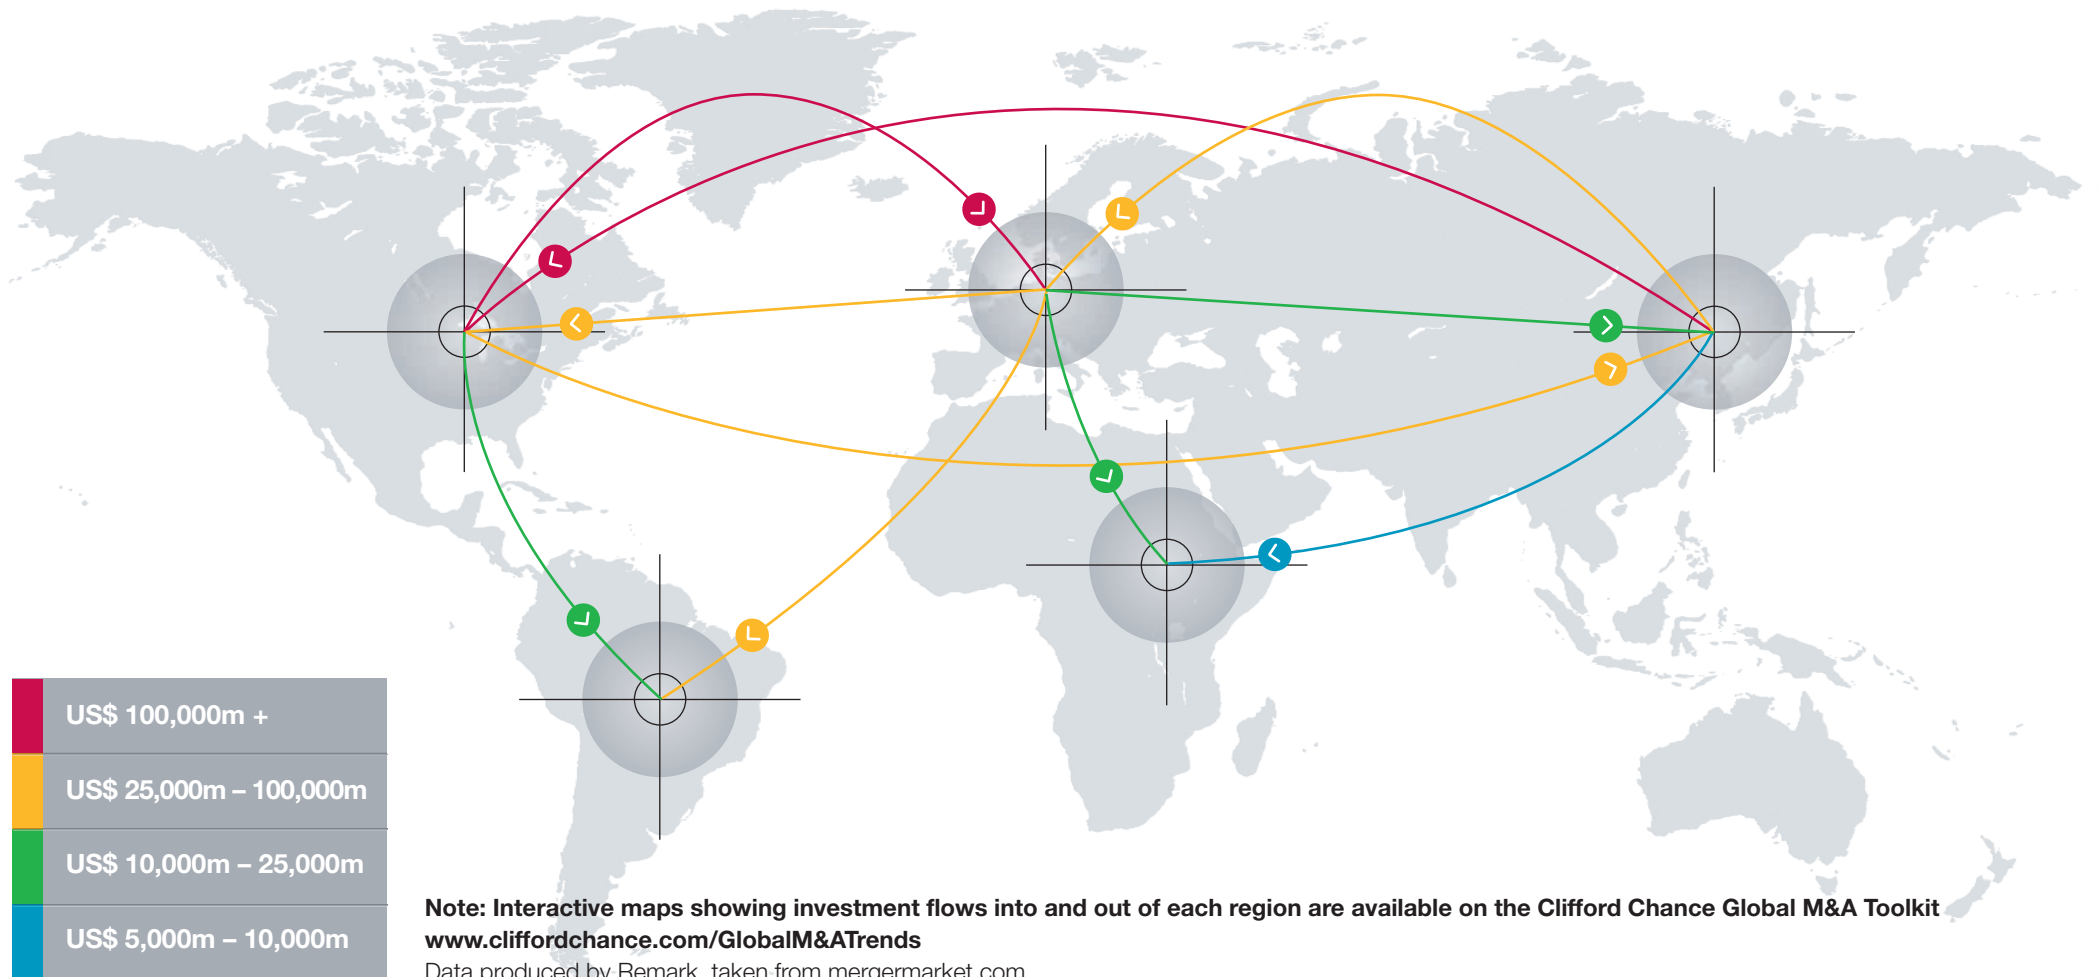 US$ 100,000m +
US$ 25,000m – 100,000m
US$ 10,000m – 25,000m
US$ 5,000m – 10,000m
Note: Interactive maps showing investment flows into and out of each region are available on the Clifford Chance Global M&A Toolkit
www.cliffordchance.com/GlobalM&ATrends
Data produced by Remark, taken from mergermarket.com